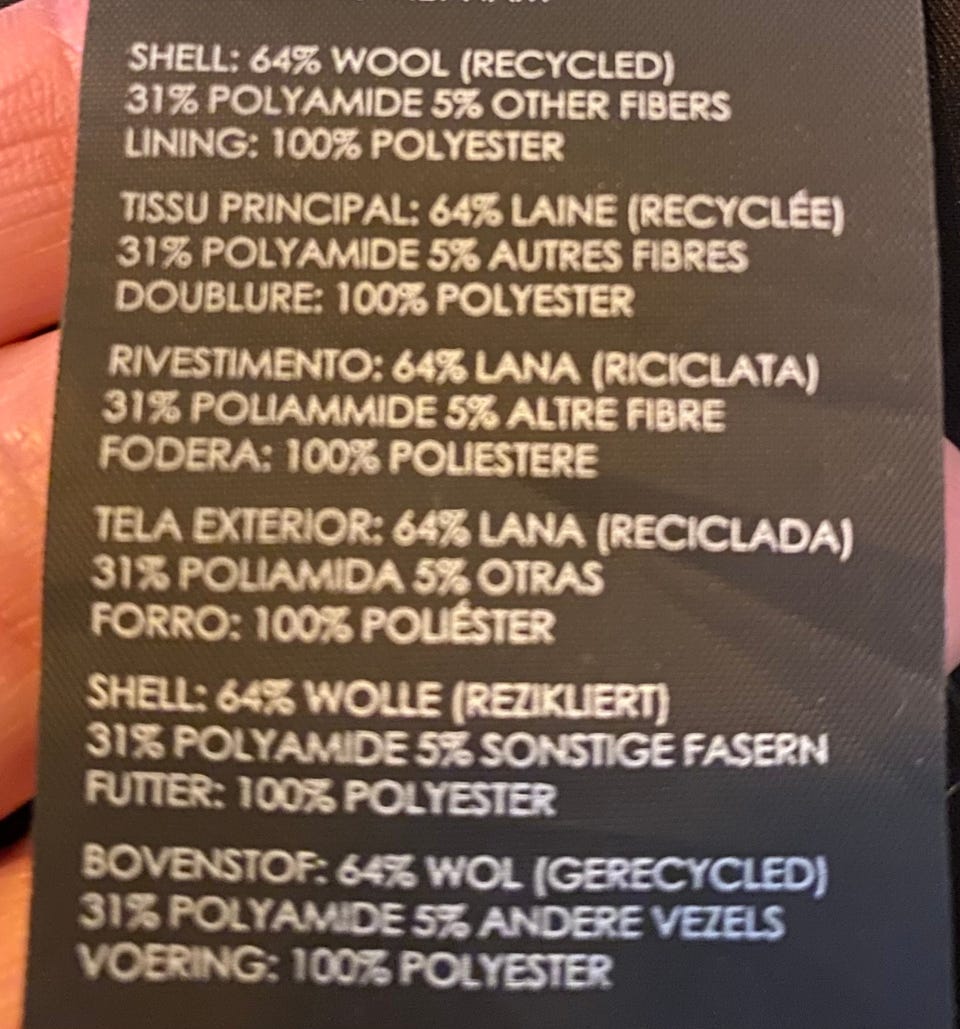 SHELL: 64% WOOL (RECYCLED)
31% POLYAMIDE 5% OTHER FIBERS
LINING: 100% POLYESTER
TISSU PRINCIPAL: 64% LAINE (RECYCLÉE)
31% POLYAMIDE 5% AUTRES FIBRES
DOUBLURE: 100% POLYESTER
RIVESTIMENTO: 64% LANA (RICICLATA)
31% POLIAMMIDE 5% ALTRE FIBRE
FODERA: 100% POLIESTERE
TELA EXTERIOR: 64% LANA (RECICLADA)
31% POLIAMIDA 5% OTRAS
FORRO: 100% POLIÉSTER
SHELL: 64% WOLLE (REZIKLIERT)
31% POLYAMIDE 5% SONSTIGE FASERN
FUTTER: 100% POLYESTER
BOVENSTOF: 64% WOL (GERECYCLED)
31% POLYAMIDE 5% ANDERE VEZELS
VOERING: 100% POLYESTER